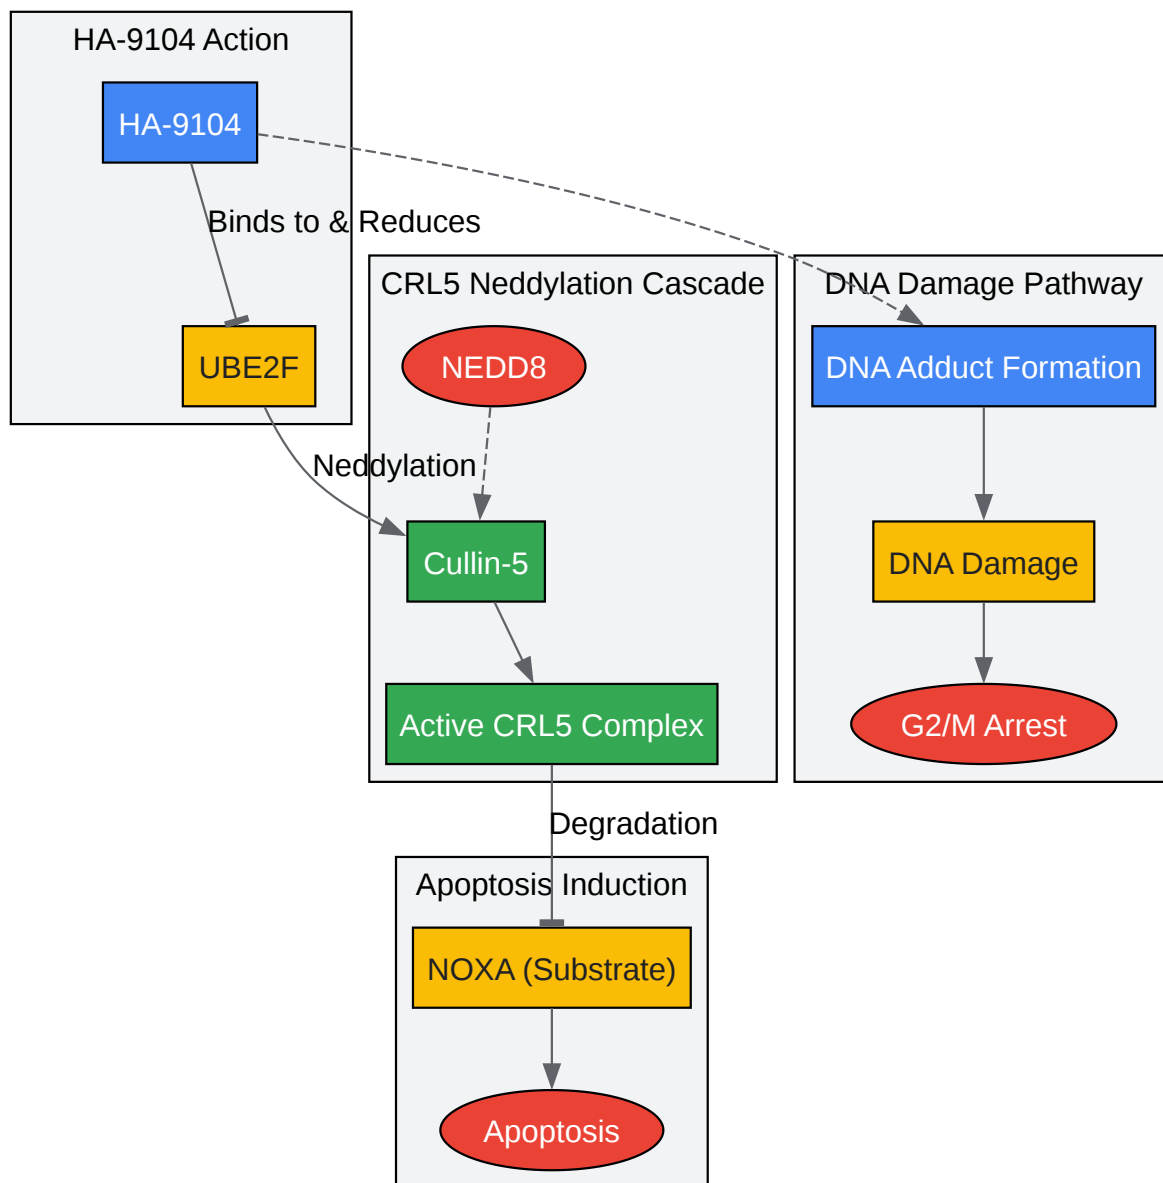 HA-9104 Action
HA-9104
Binds to & Reduces
UBE2F
CRL5 Neddylation Cascade
NEDD8
Neddylation
Cullin-5
Active CRL5 Complex
DNA Damage Pathway
DNA Adduct Formation
DNA Damage
G2/M Arrest
Degradation
Apoptosis Induction
NOXA (Substrate)
Apoptosis